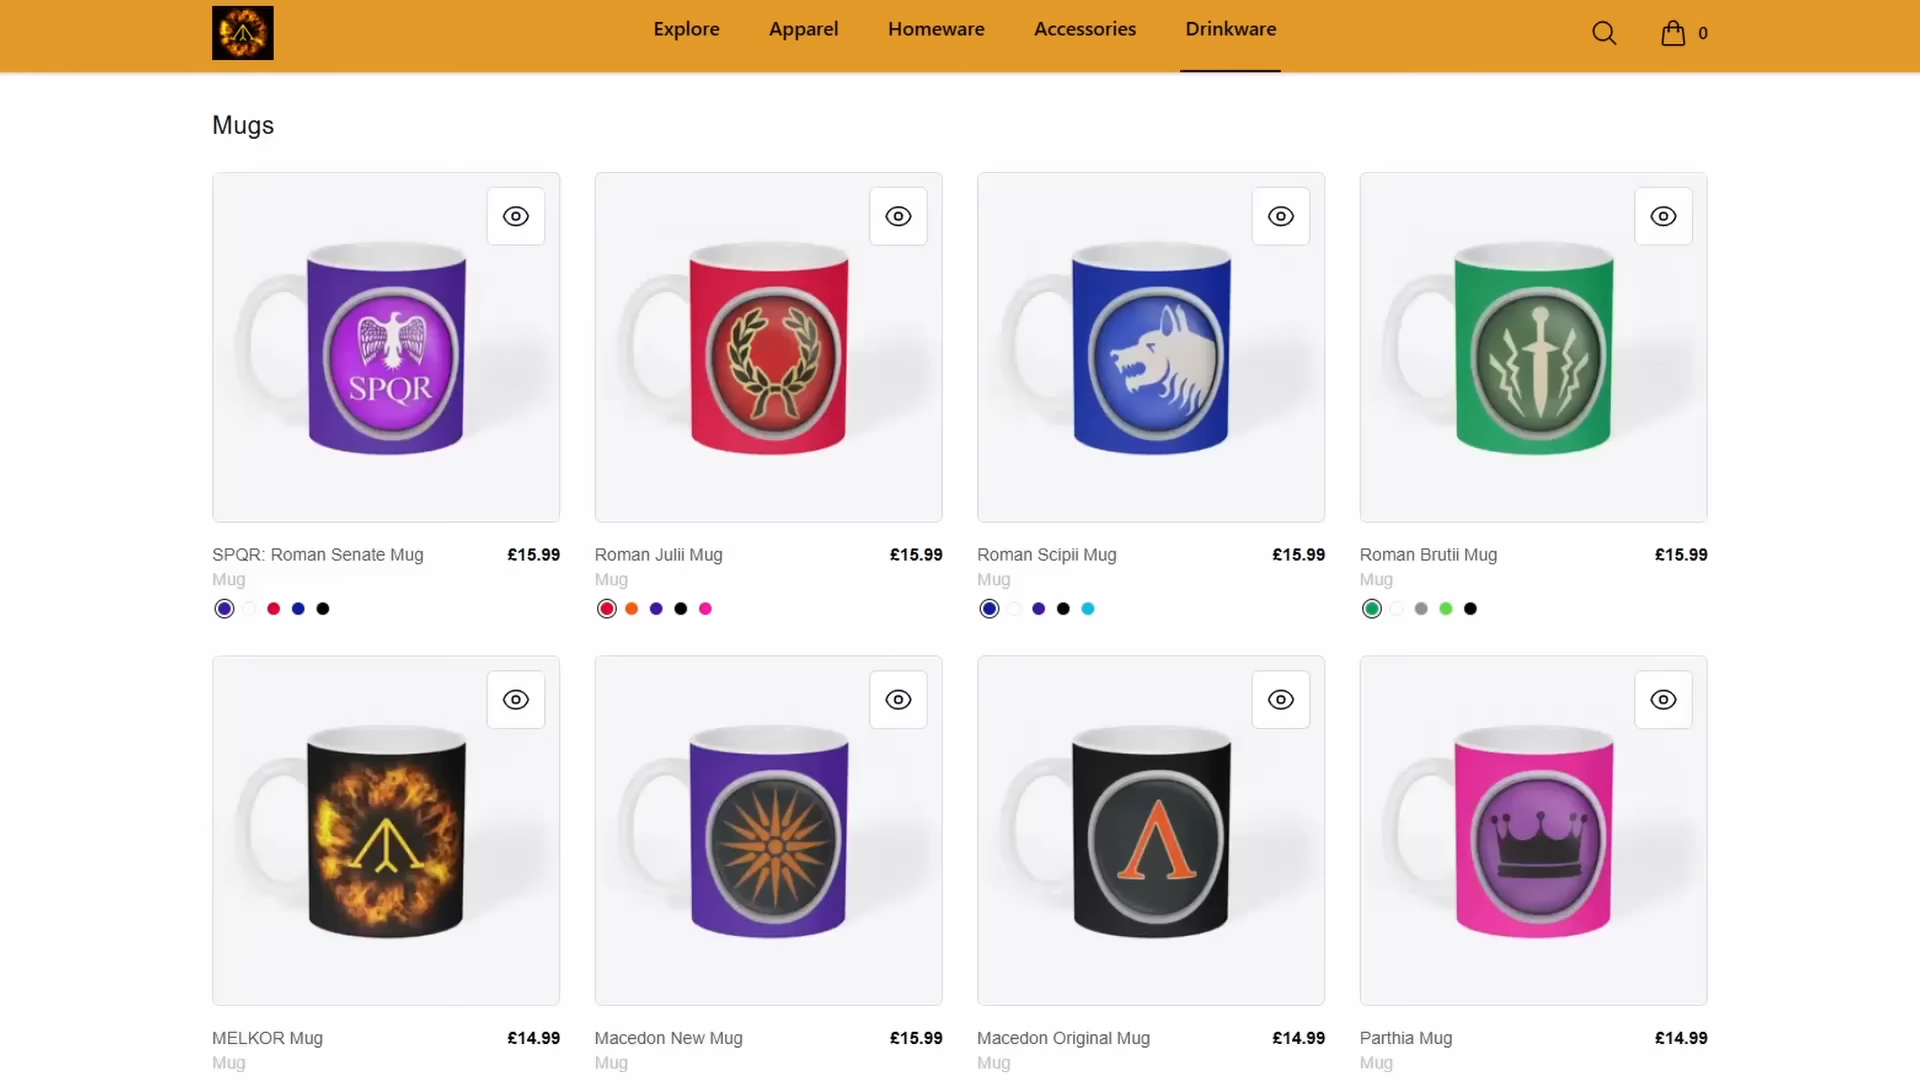 Explore Apparel Homeware Accessories Drinkware 0
Mugs
SPQR
SPQR: Roman Senate Mug £15.99
Mug
Roman Julii Mug £15.99
Mug
Roman Scipii Mug £15.99
Mug
Roman Brutii Mug £15.99
Mug
Λ
MELKOR Mug £14.99
Mug
Macedon New Mug £15.99
Mug
Macedon Original Mug £14.99
Mug
Parthia Mug £14.99
Mug